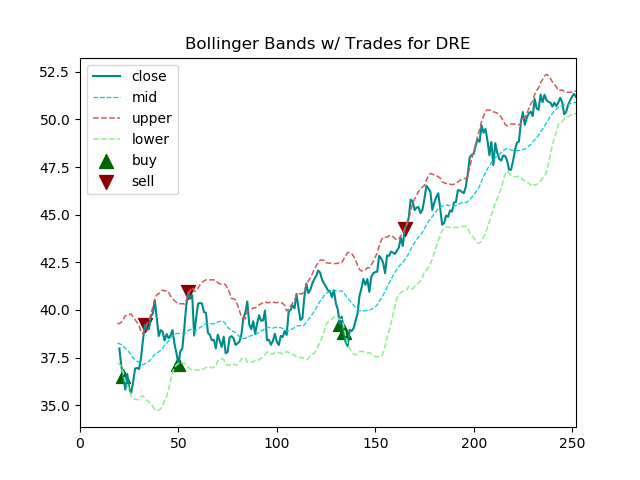 Bollinger Bands w/ Trades for DRE
close
mid
upper
lower
buy
sell
52.5
50.0
47.5
45.0
42.5
40.0
37.5
35.0
0 50 100 150 200 250